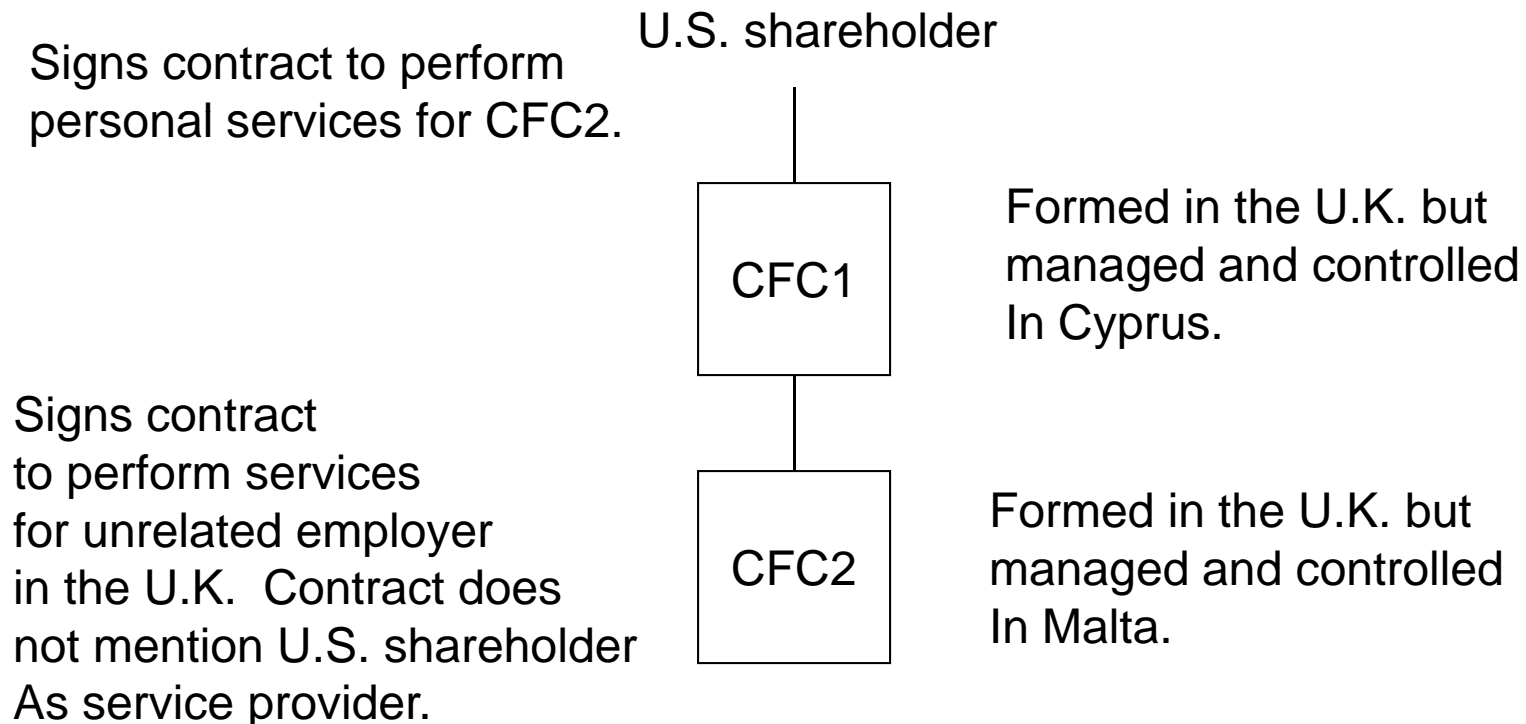 U.S. shareholder
Signs contract to perform
personal services for CFC2.
CFC1
Formed in the U.K. but
managed and controlled
In Cyprus.
Signs contract
to perform services
for unrelated employer
in the U.K.  Contract does
not mention U.S. shareholder
As service provider.
CFC2
Formed in the U.K. but
managed and controlled
In Malta.